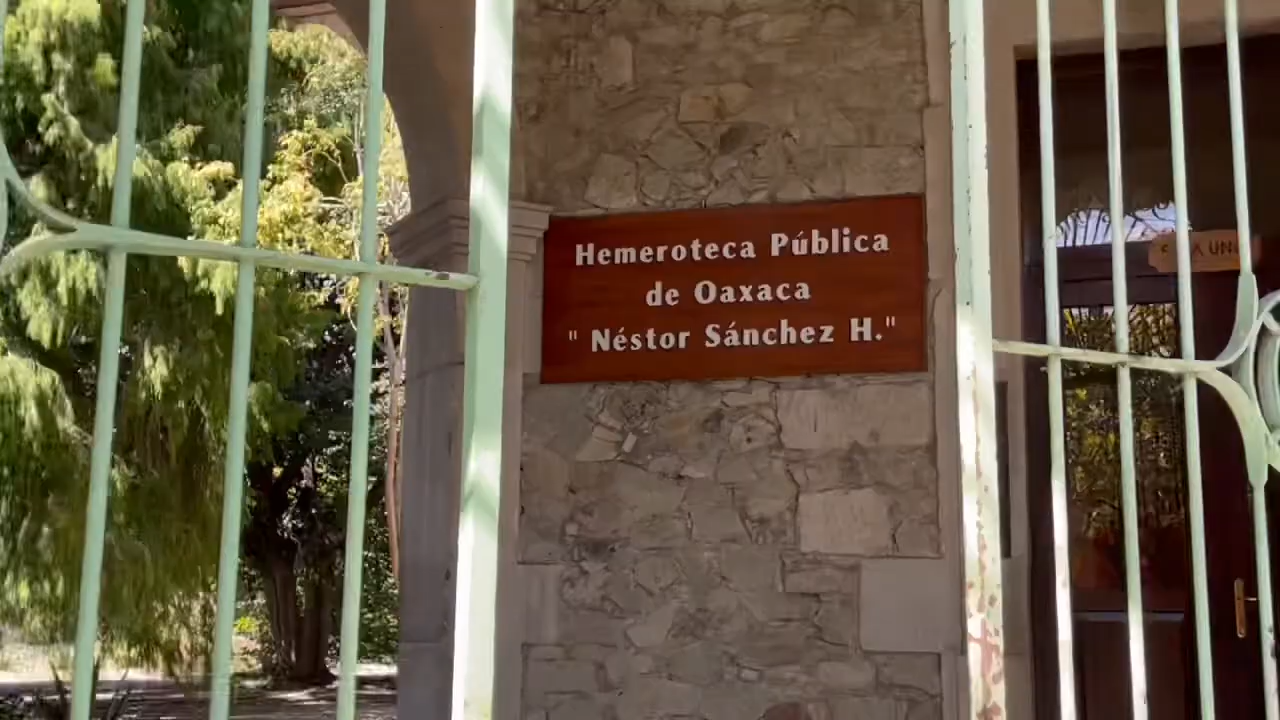 Hemeroteca Pública
de Oaxaca
" Néstor Sánchez H."